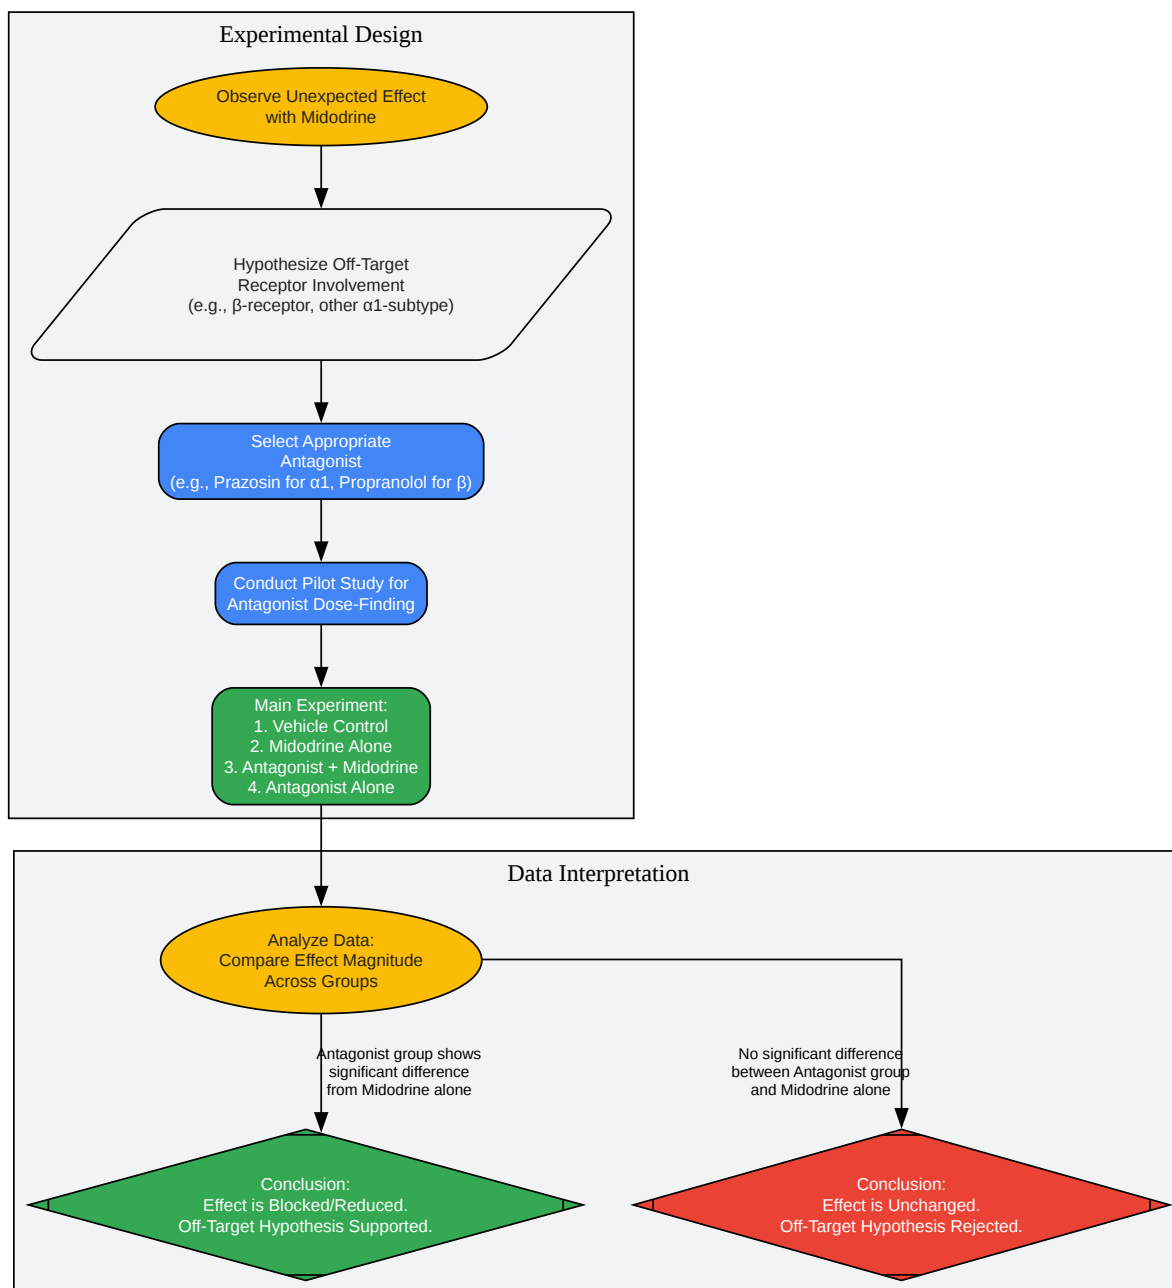 Experimental Design
Observe Unexpected Effect
with Midodrine
Hypothesize Off-Target
Receptor Involvement
(e.g., β-receptor, other α1-subtype)
Select Appropriate
Antagonist
(e.g., Prazosin for α1, Propranolol for β)
Conduct Pilot Study for
Antagonist Dose-Finding
Main Experiment:
1. Vehicle Control
2. Midodrine Alone
3. Antagonist + Midodrine
4. Antagonist Alone
Data Interpretation
Analyze Data:
Compare Effect Magnitude
Across Groups
Antagonist group shows
significant difference
from Midodrine alone
No significant difference
between Antagonist group
and Midodrine alone
Conclusion:
Effect is Blocked/Reduced.
Off-Target Hypothesis Supported.
Conclusion:
Effect is Unchanged.
Off-Target Hypothesis Rejected.